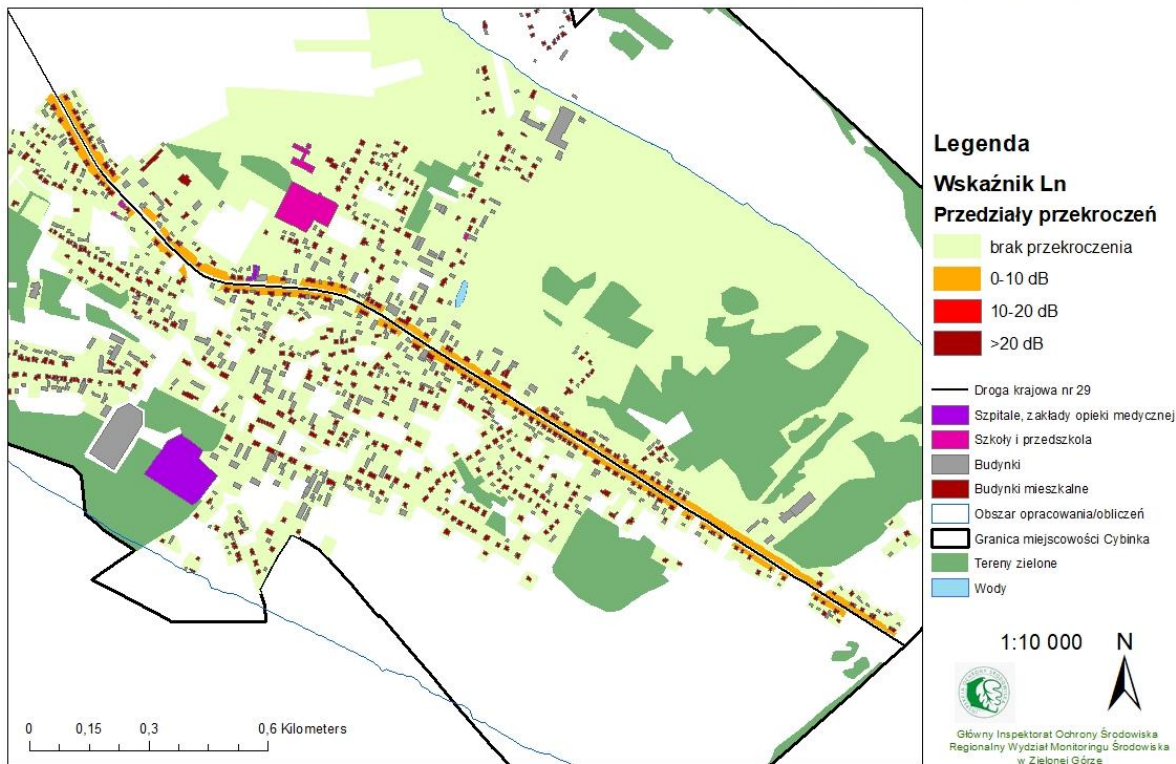 Legenda
Wskaźnik Ln
Przedziały przekroczeń
brak przekroczenia
0-10 dB
10-20 dB
>20 dB
Droga krajowa nr 29
Szpitale, zakłady opieki medycznej
Szkoły i przedszkola
Budynki
Budynki mieszkalne
Obszar opracowania/obliczeń
Granica miejscowości Cybinka
Tereny zielone
Wody
1:10 000
N
Główny Inspektorat Ochrony Środowiska
Regionalny Wydział Monitoringu Środowiska
w Zielonej Górze
0 0,15 0,3 0,6 Kilometers